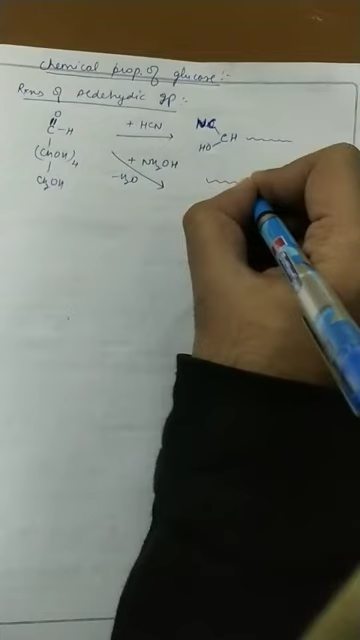 Chemical prop. of glucose :-
Rxns of aldehydic gp :-
O
C-H + HCN NC
HO CH
(CHOH)4 + NH2OH
-H2O
CH2OH